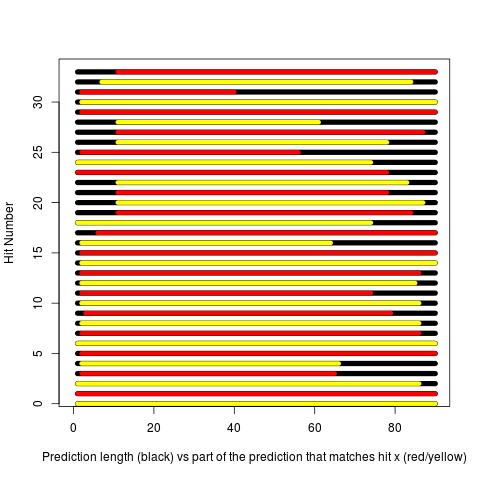 Hit Number
30
25
20
15
10
5
0
0 20 40 60 80
Prediction length (black) vs part of the prediction that matches hit x (red/yellow)